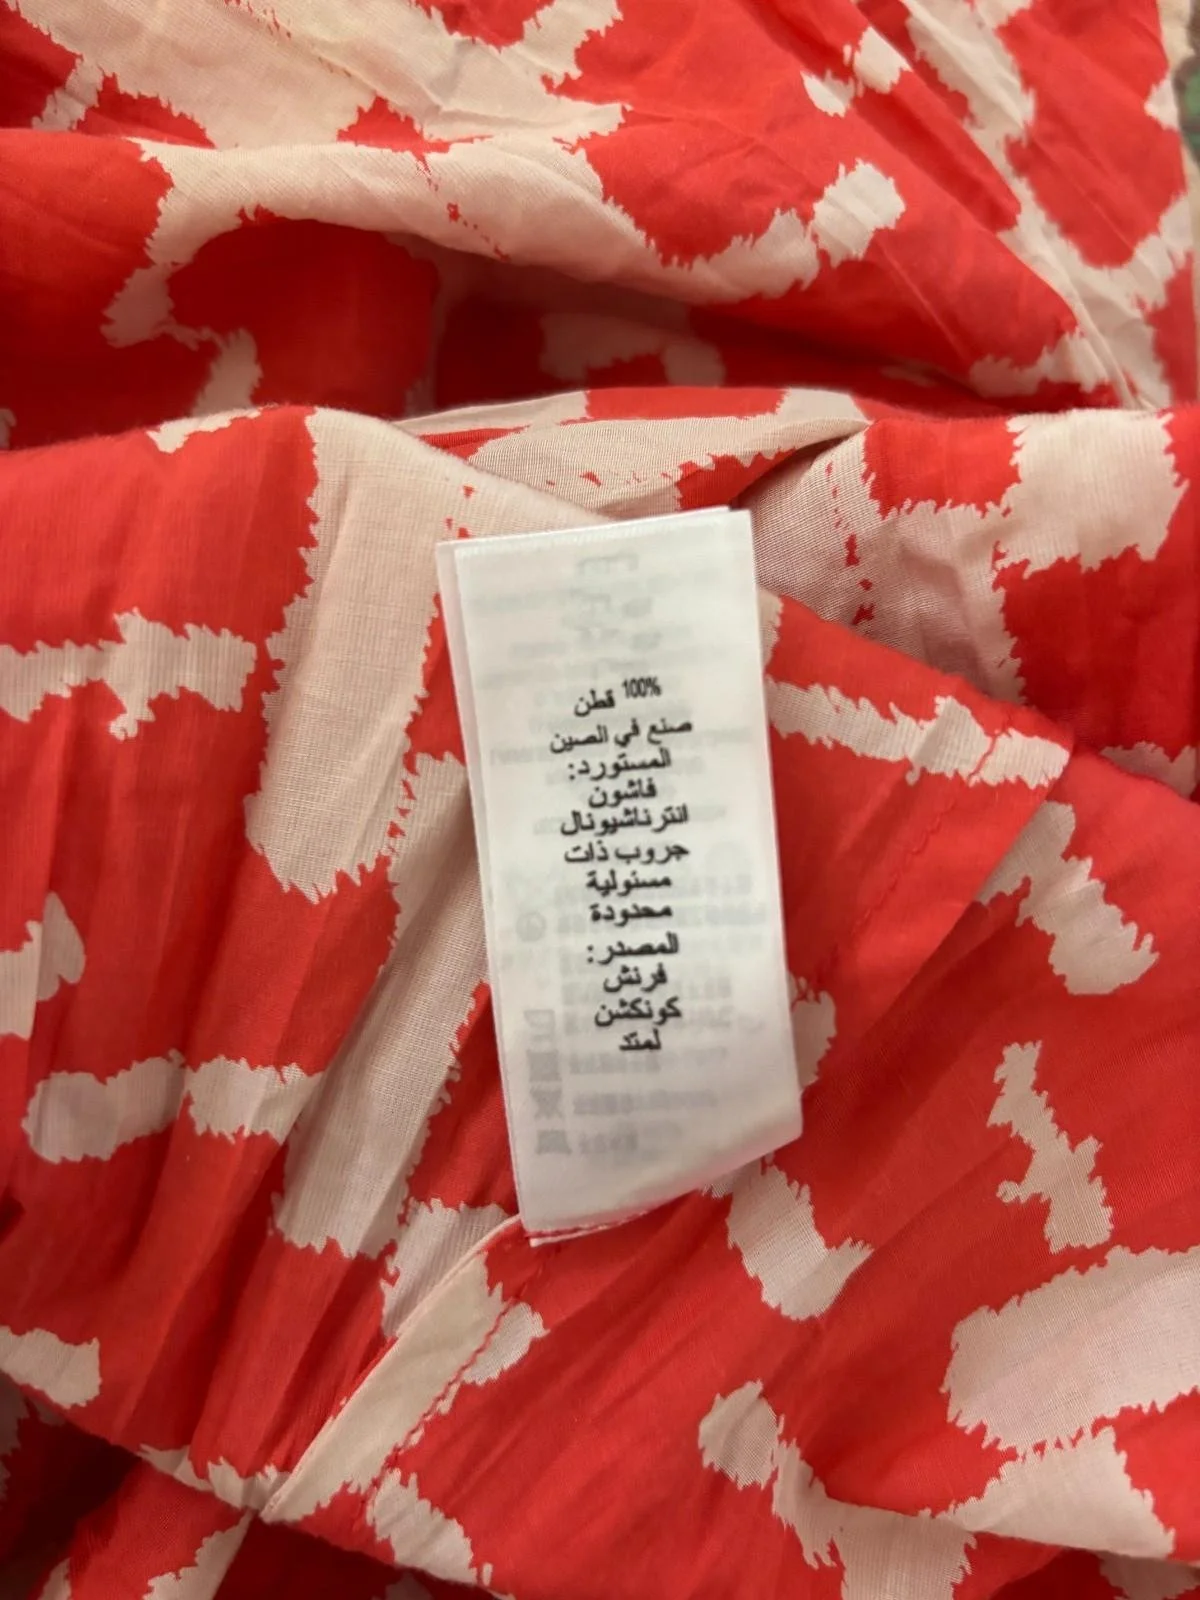 100% قطن
صنع في الصين
المستورد:
فاشون
انترناشيونال
جروب ذات
مسئولية
محدودة
المصدر:
فرنش
كونكشن
لمتد